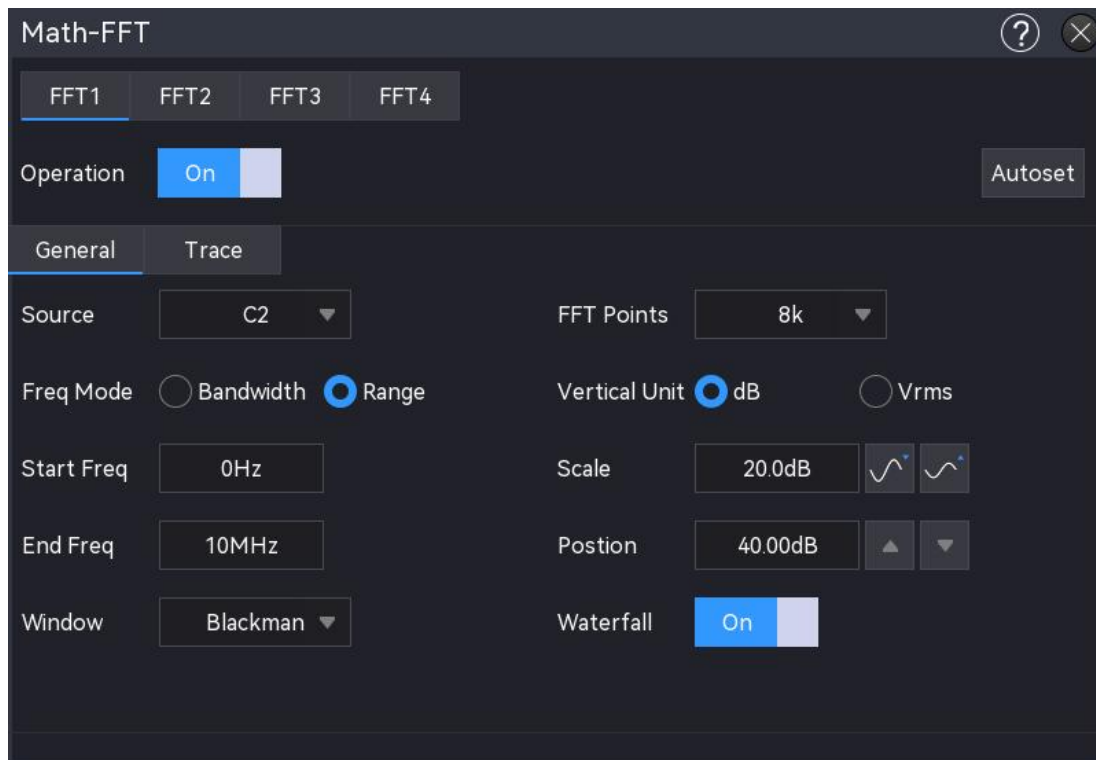 Math-FFT ?
FFT1 FFT2 FFT3 FFT4
Operation On Autoset
General Trace
Source C2 FFT Points 8k
Freq Mode Bandwidth Range Vertical Unit dB Vrms
Start Freq 0Hz Scale 20.0dB
End Freq 10MHz Postion 40.00dB
Window Blackman Waterfall On